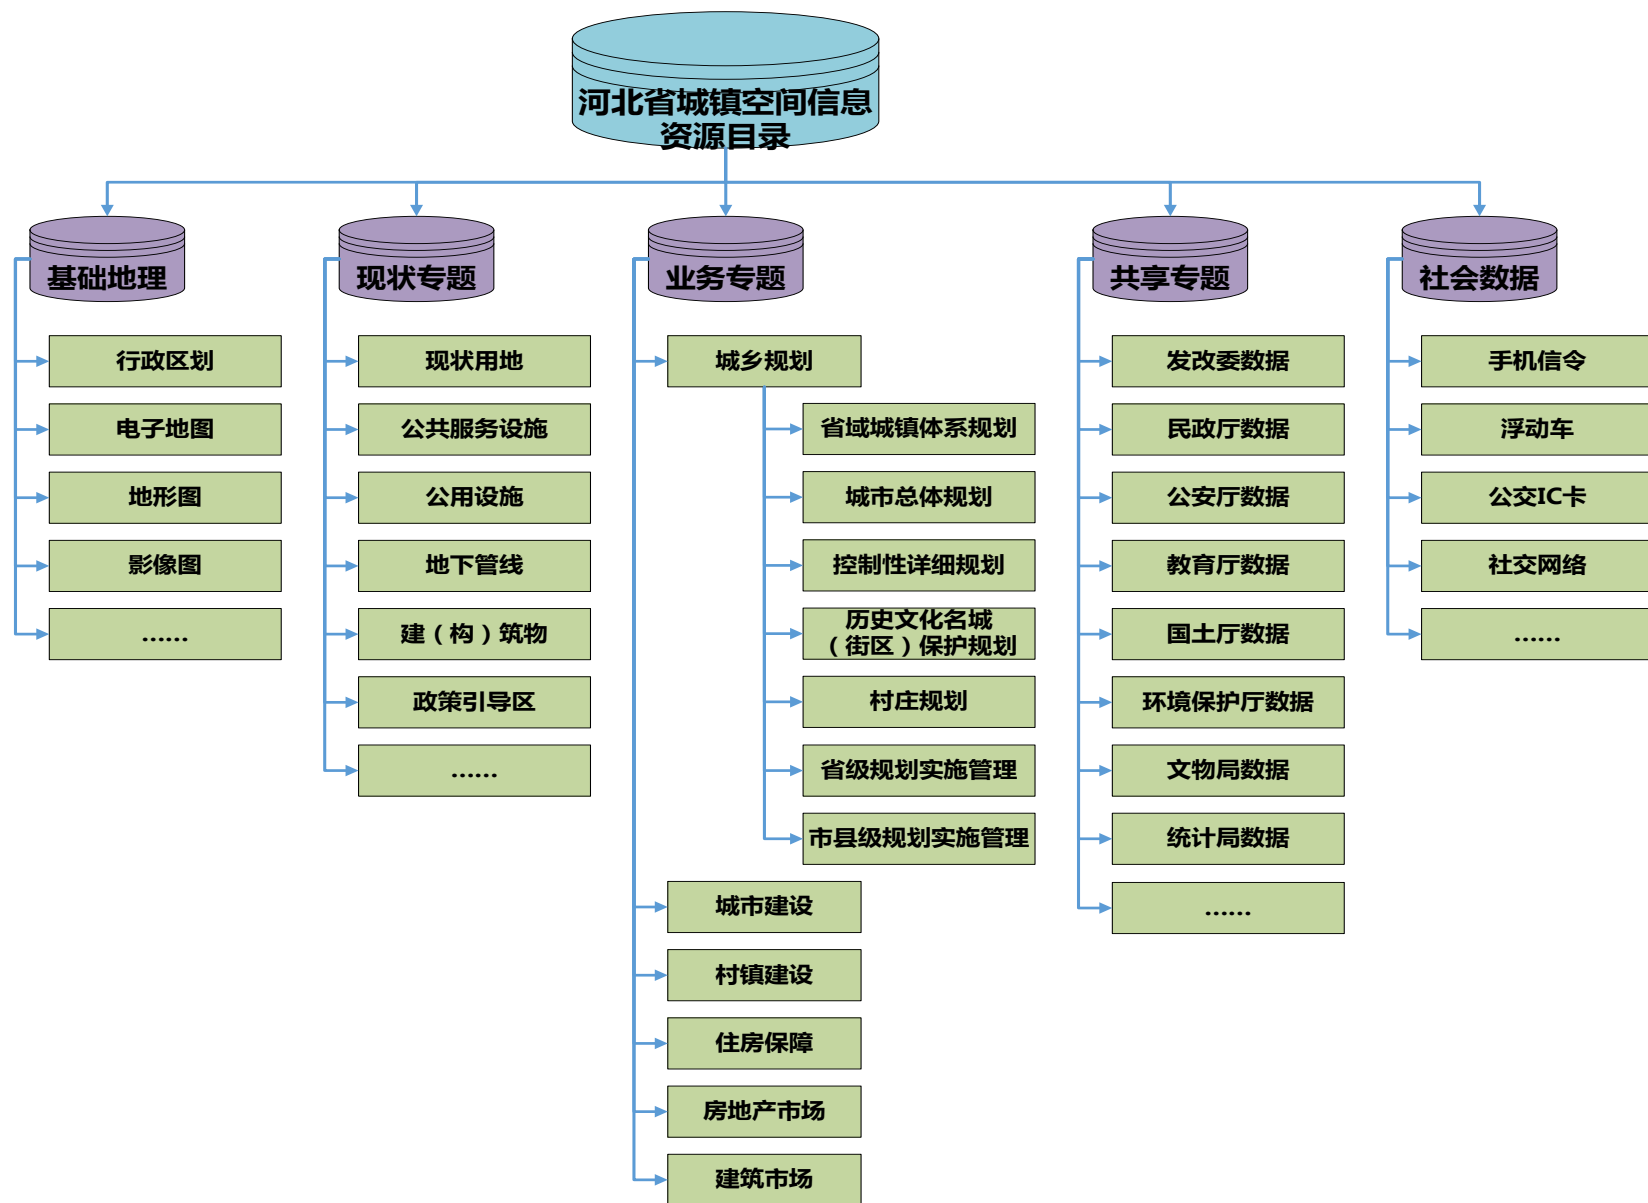 河北省城镇空间信息
资源目录
基础地理
行政区划
电子地图
地形图
影像图
……
现状专题
现状用地
公共服务设施
公用设施
地下管线
建（构）筑物
政策引导区
……
业务专题
城乡规划
省域城镇体系规划
城市总体规划
控制性详细规划
历史文化名城
（街区）保护规划
村庄规划
省级规划实施管理
市县级规划实施管理
城市建设
村镇建设
住房保障
房地产市场
建筑市场
共享专题
发改委数据
民政厅数据
公安厅数据
教育厅数据
国土厅数据
环境保护厅数据
文物局数据
统计局数据
……
社会数据
手机信令
浮动车
公交IC卡
社交网络
……